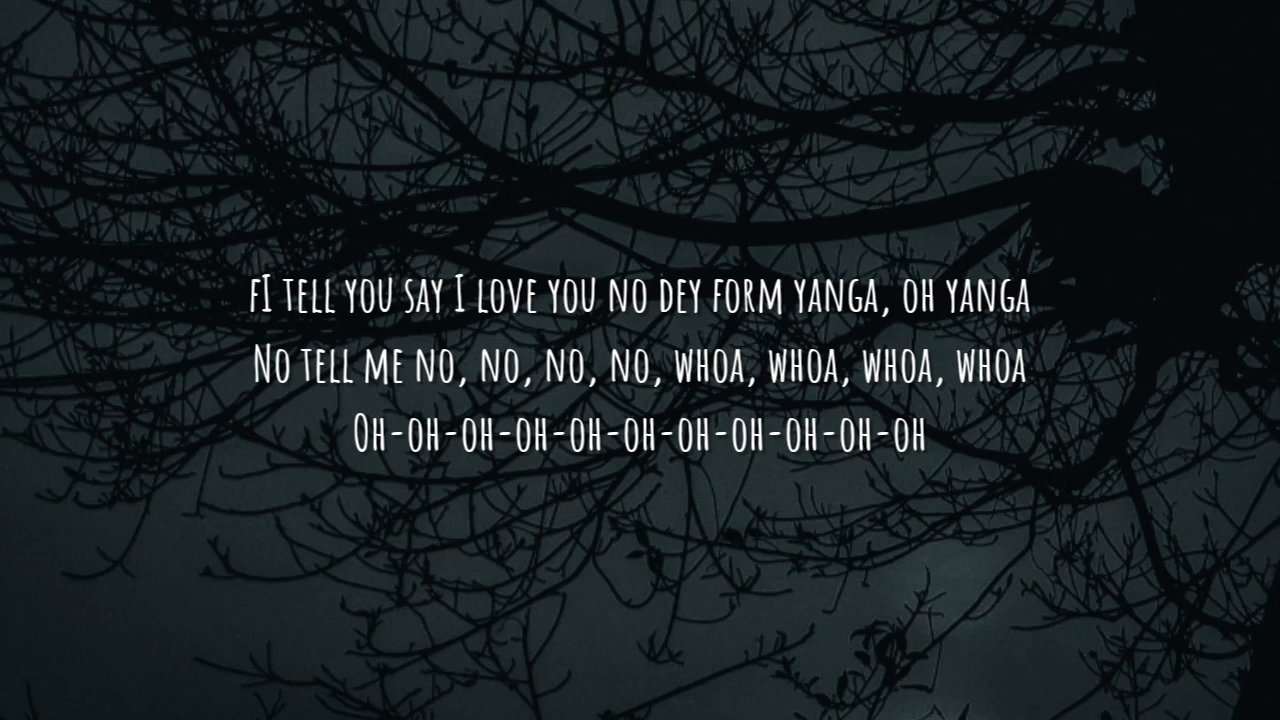 fI tell you say I love you no dey form yanga, oh yanga
No tell me no, no, no, no, whoa, whoa, whoa, whoa
Oh-oh-oh-oh-oh-oh-oh-oh-oh-oh-oh